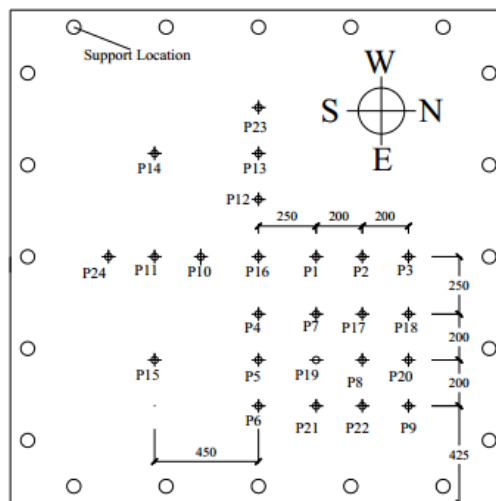 Support Location
W
S N
E
P23
P14 P13
P12
250 200 200
P24 P11 P10 P16 P1 P2 P3
250
P4 P7 P17 P18
200
P15 P5 P19 P8 P20
200
P6 P21 P22 P9
450 425